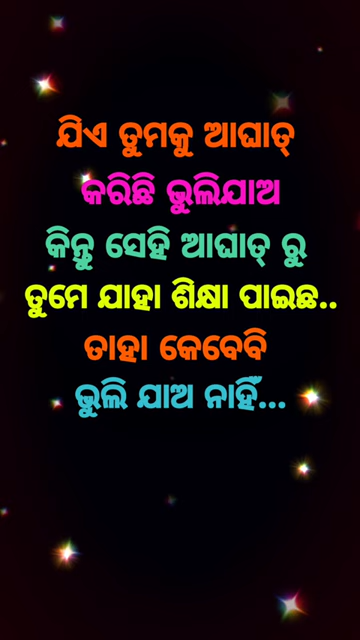 ଯିଏ ତୁମକୁ ଆଘାତ୍
କରିଛି ଭୁଲିଯାଅ
କିନ୍ତୁ ସେହି ଆଘାତ୍ ରୁ
ତୁମେ ଯାହା ଶିକ୍ଷା ପାଇଛ..
ତାହା କେବେବି
ଭୁଲି ଯାଅ ନାହିଁ...